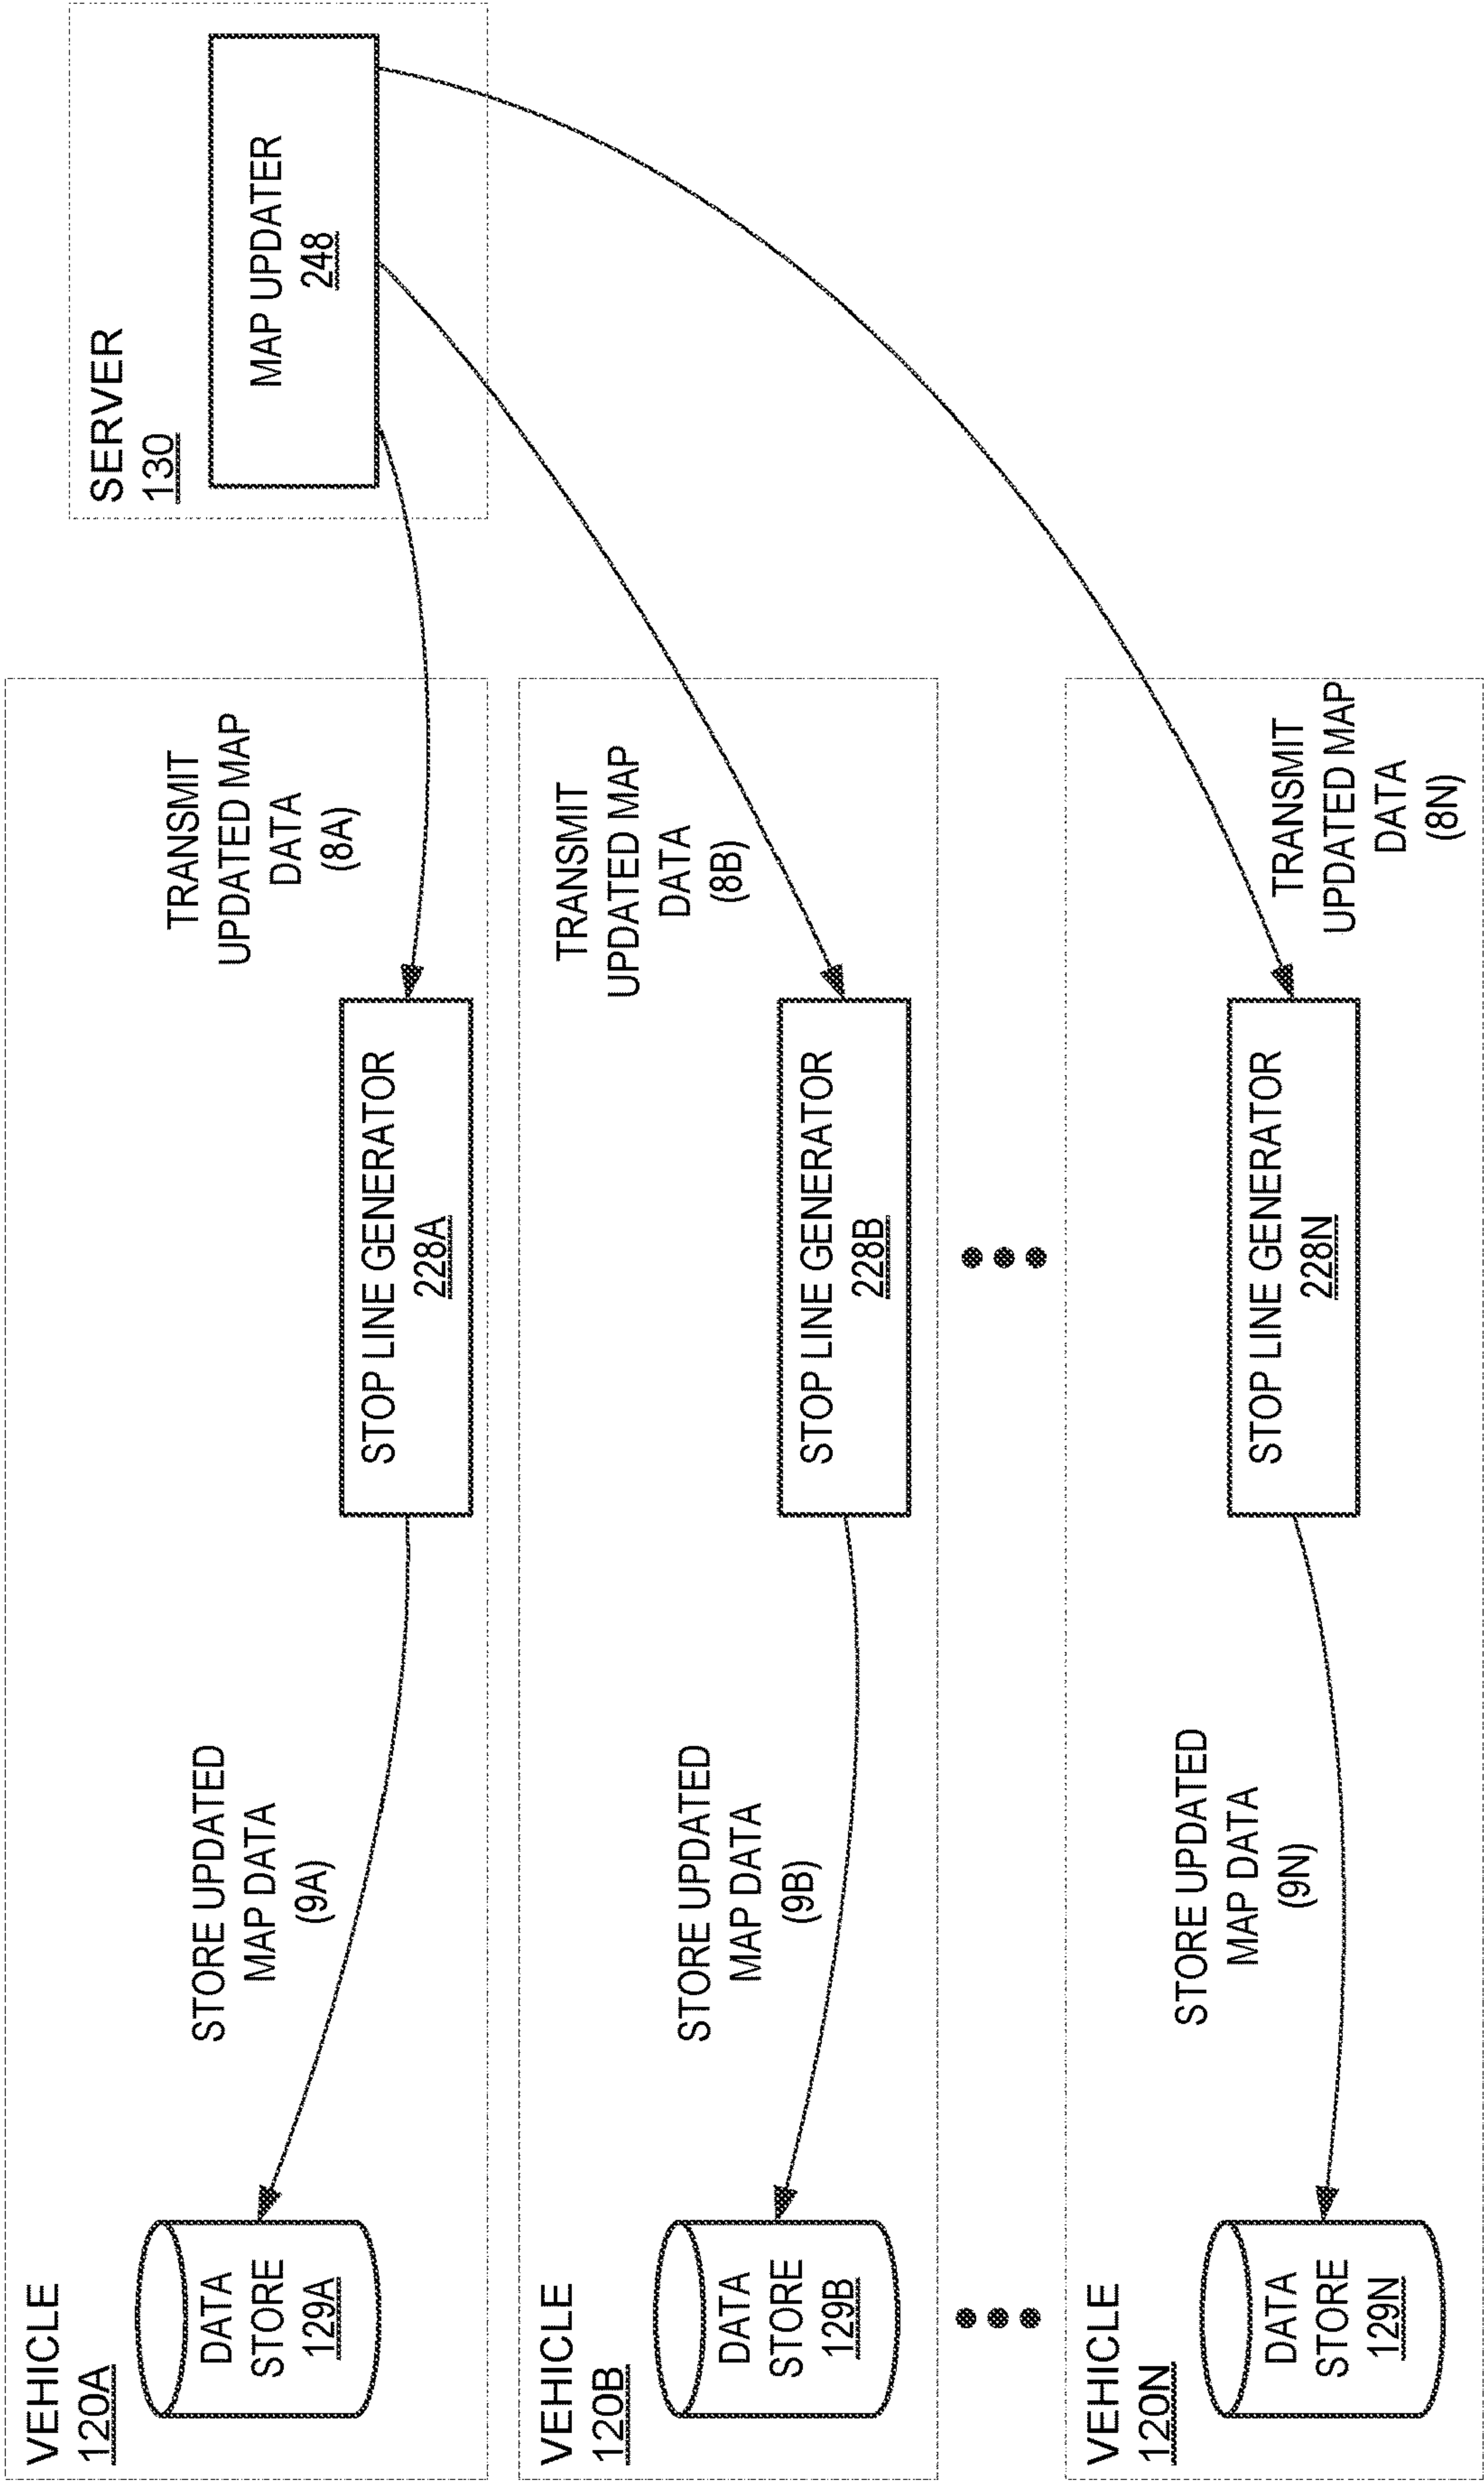 VEHICLE
120A
DATA
STORE
129A
STORE UPDATED
MAP DATA
(9A)
STOP LINE GENERATOR
228A
TRANSMIT
UPDATED MAP
DATA
(8A)
SERVER
130
MAP UPDATER
248
VEHICLE
120B
DATA
STORE
129B
STORE UPDATED
MAP DATA
(9B)
STOP LINE GENERATOR
228B
TRANSMIT
UPDATED MAP
DATA
(8B)
VEHICLE
120N
DATA
STORE
129N
STORE UPDATED
MAP DATA
(9N)
STOP LINE GENERATOR
228N
TRANSMIT
UPDATED MAP
DATA
(8N)